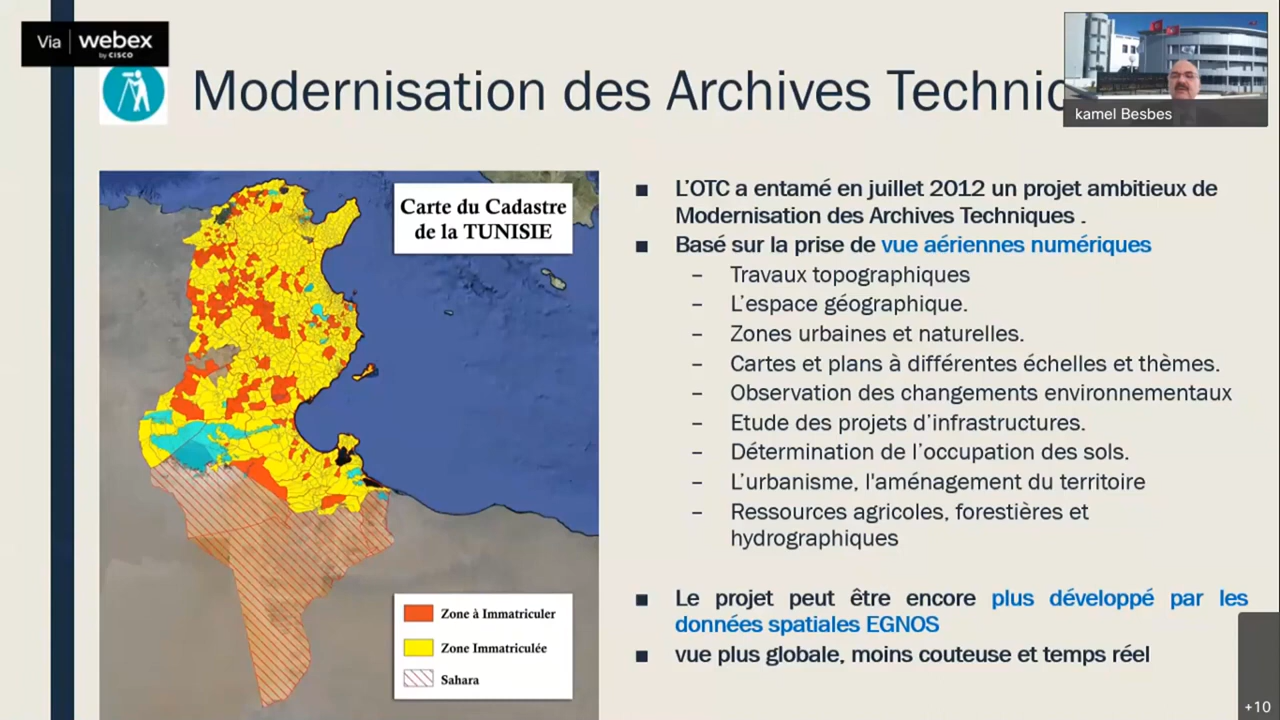 Via webex
by CISCO
Modernisation des Archives Techni
kamel Besbes
Carte du Cadastre
de la TUNISIE
Zone à Immatriculer
Zone Immatriculée
Sahara
■ L'OTC a entamé en juillet 2012 un projet ambitieux de
Modernisation des Archives Techniques .
■ Basé sur la prise de vue aériennes numériques
– Travaux topographiques
– L'espace géographique.
– Zones urbaines et naturelles.
– Cartes et plans à différentes échelles et thèmes.
– Observation des changements environnementaux
– Etude des projets d'infrastructures.
– Détermination de l'occupation des sols.
– L'urbanisme, l'aménagement du territoire
– Ressources agricoles, forestières et
hydrographiques
■ Le projet peut être encore plus développé par les
données spatiales EGNOS
■ vue plus globale, moins couteuse et temps réel
+10